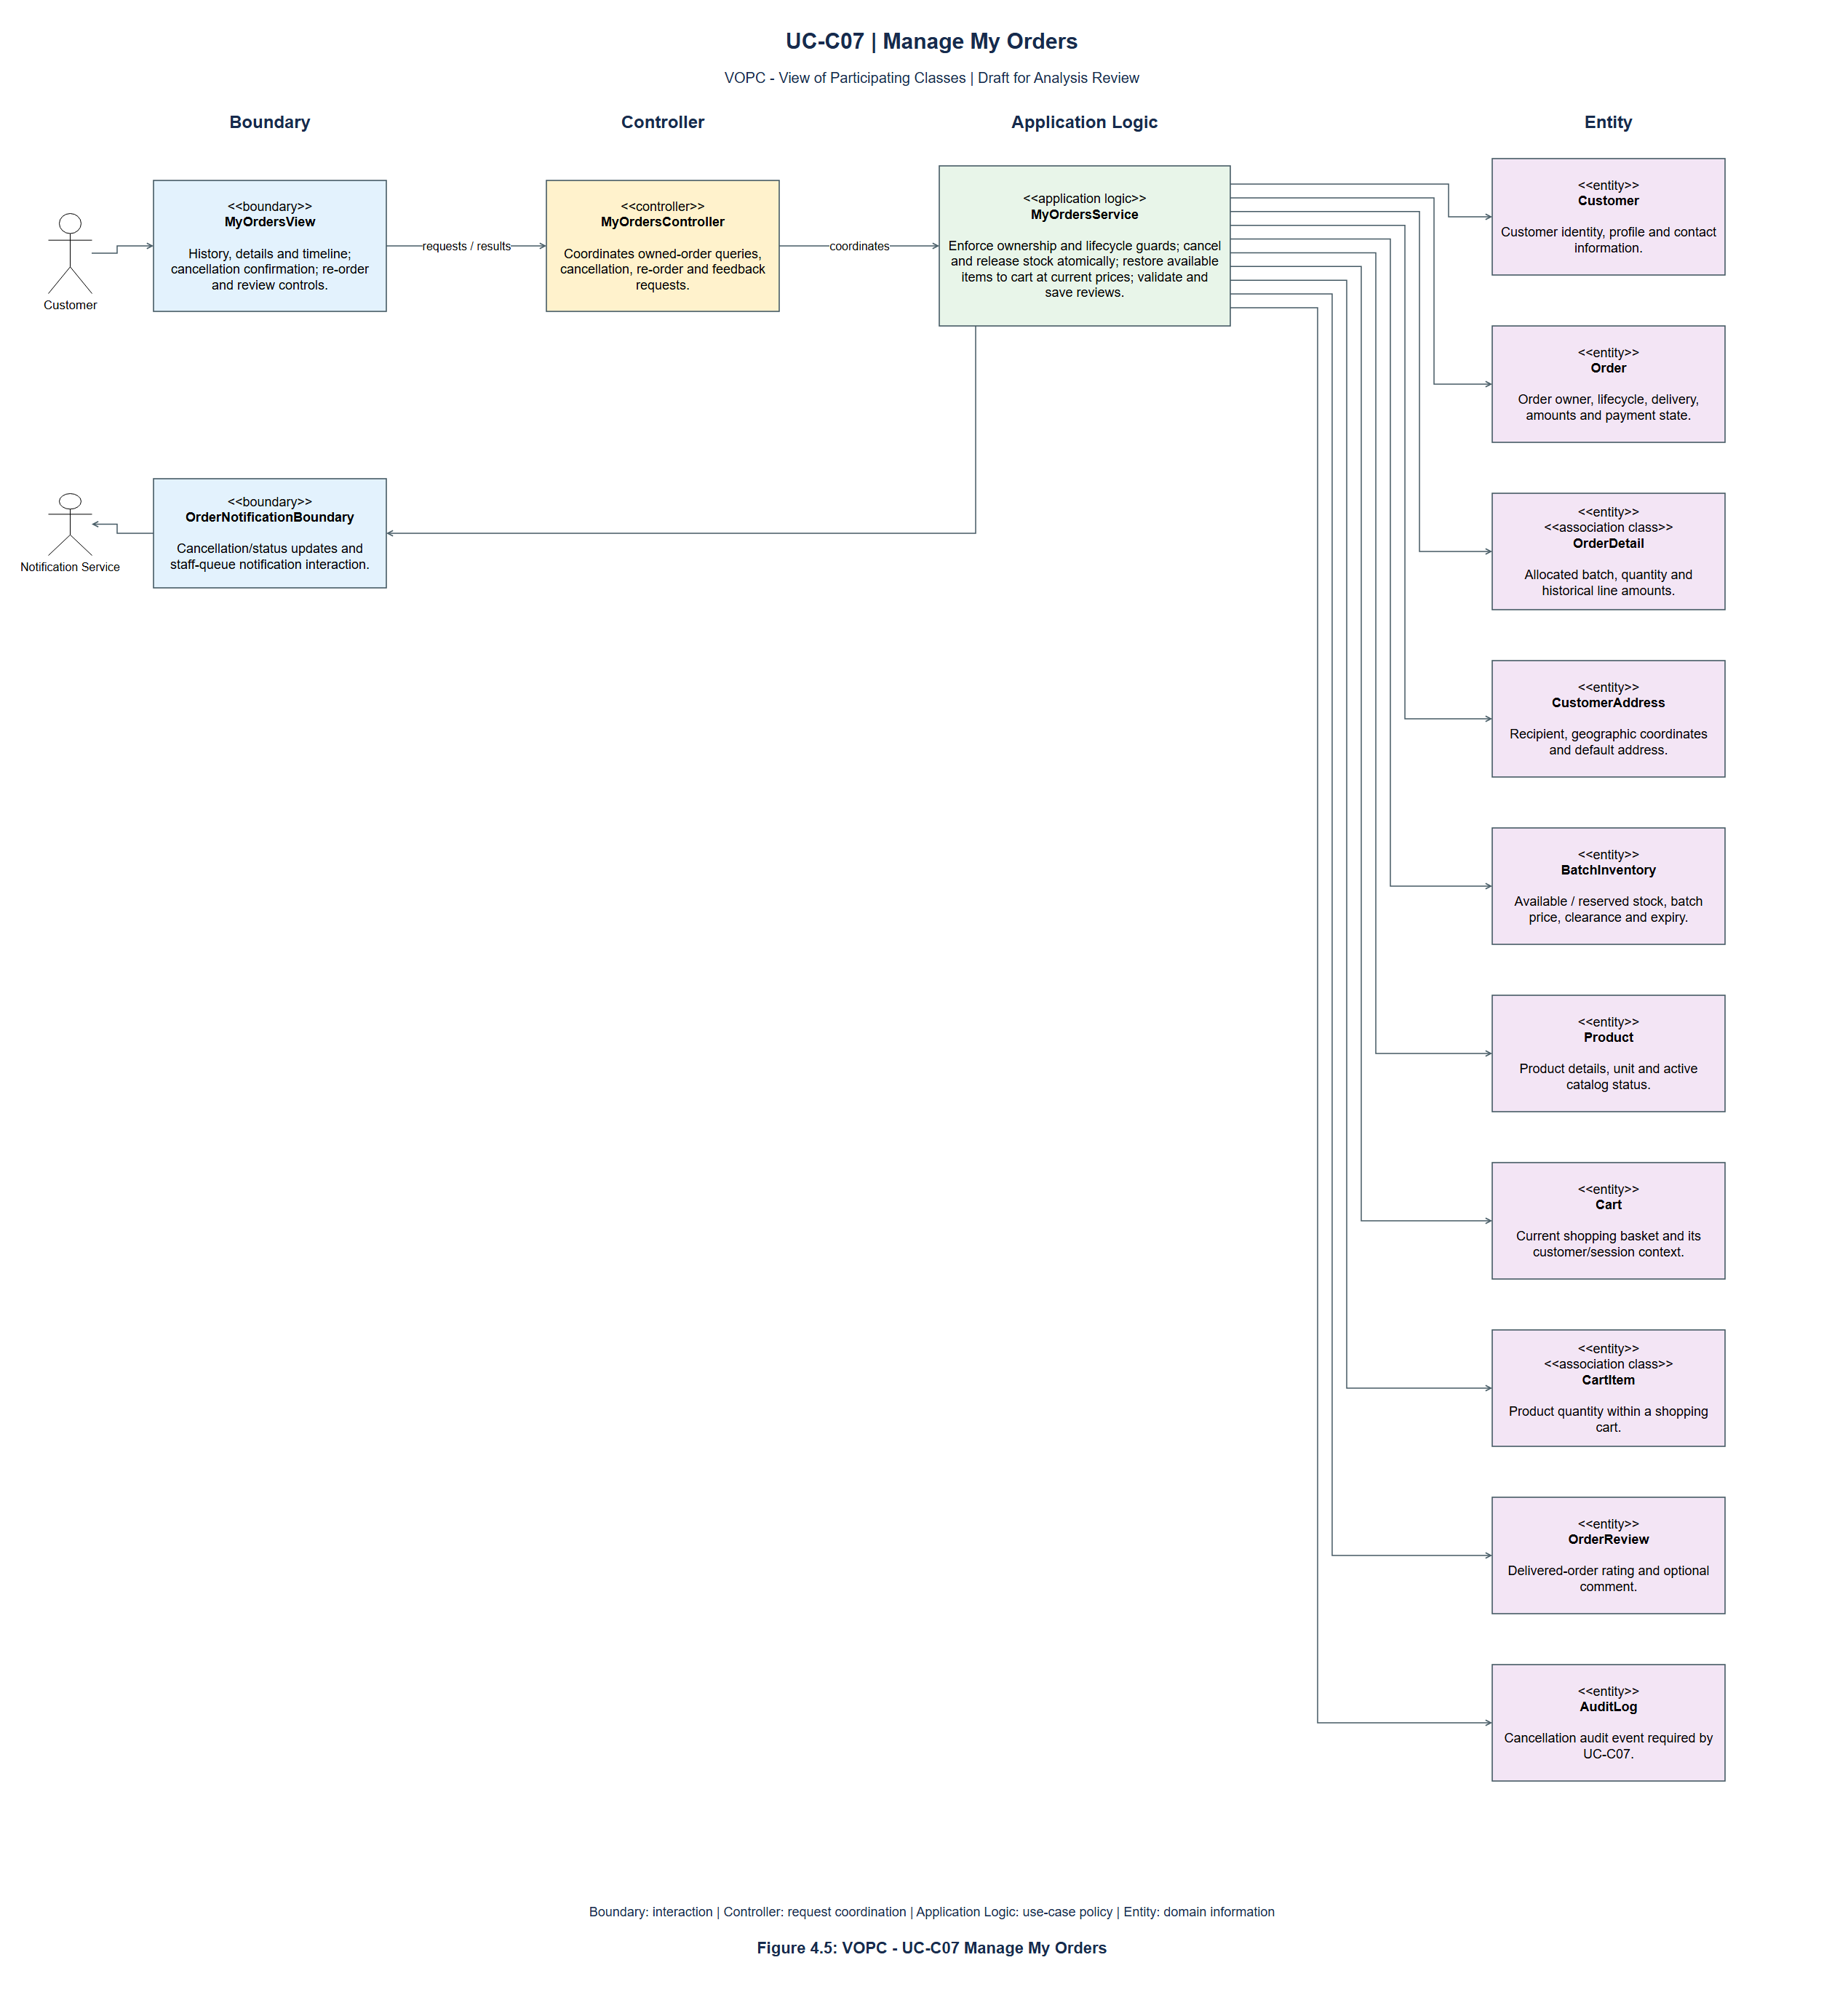 UC-C07 | Manage My Orders
VOPC - View of Participating Classes | Draft for Analysis Review
Boundary
Controller
Application Logic
Entity
Customer
<<boundary>>
MyOrdersView
History, details and timeline;
cancellation confirmation; re-order
and review controls.
requests / results
<<controller>>
MyOrdersController
Coordinates owned-order queries,
cancellation, re-order and feedback
requests.
coordinates
<<application logic>>
MyOrdersService
Enforce ownership and lifecycle guards; cancel
and release stock atomically; restore available
items to cart at current prices; validate and
save reviews.
Notification Service
<<boundary>>
OrderNotificationBoundary
Cancellation/status updates and
staff-queue notification interaction.
<<entity>>
Customer
Customer identity, profile and contact
information.
<<entity>>
Order
Order owner, lifecycle, delivery,
amounts and payment state.
<<entity>>
<<association class>>
OrderDetail
Allocated batch, quantity and
historical line amounts.
<<entity>>
CustomerAddress
Recipient, geographic coordinates
and default address.
<<entity>>
BatchInventory
Available / reserved stock, batch
price, clearance and expiry.
<<entity>>
Product
Product details, unit and active
catalog status.
<<entity>>
Cart
Current shopping basket and its
customer/session context.
<<entity>>
<<association class>>
CartItem
Product quantity within a shopping
cart.
<<entity>>
OrderReview
Delivered-order rating and optional
comment.
<<entity>>
AuditLog
Cancellation audit event required by
UC-C07.
Boundary: interaction | Controller: request coordination | Application Logic: use-case policy | Entity: domain information
Figure 4.5: VOPC - UC-C07 Manage My Orders